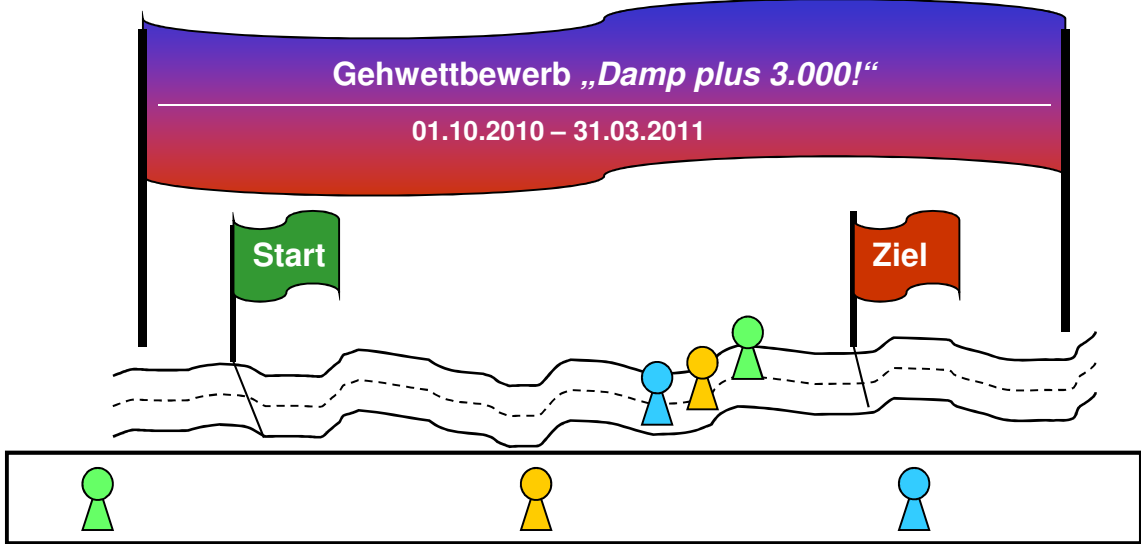 Gehwettbewerb „Damp plus 3.000!“
01.10.2010 – 31.03.2011
Start
Ziel